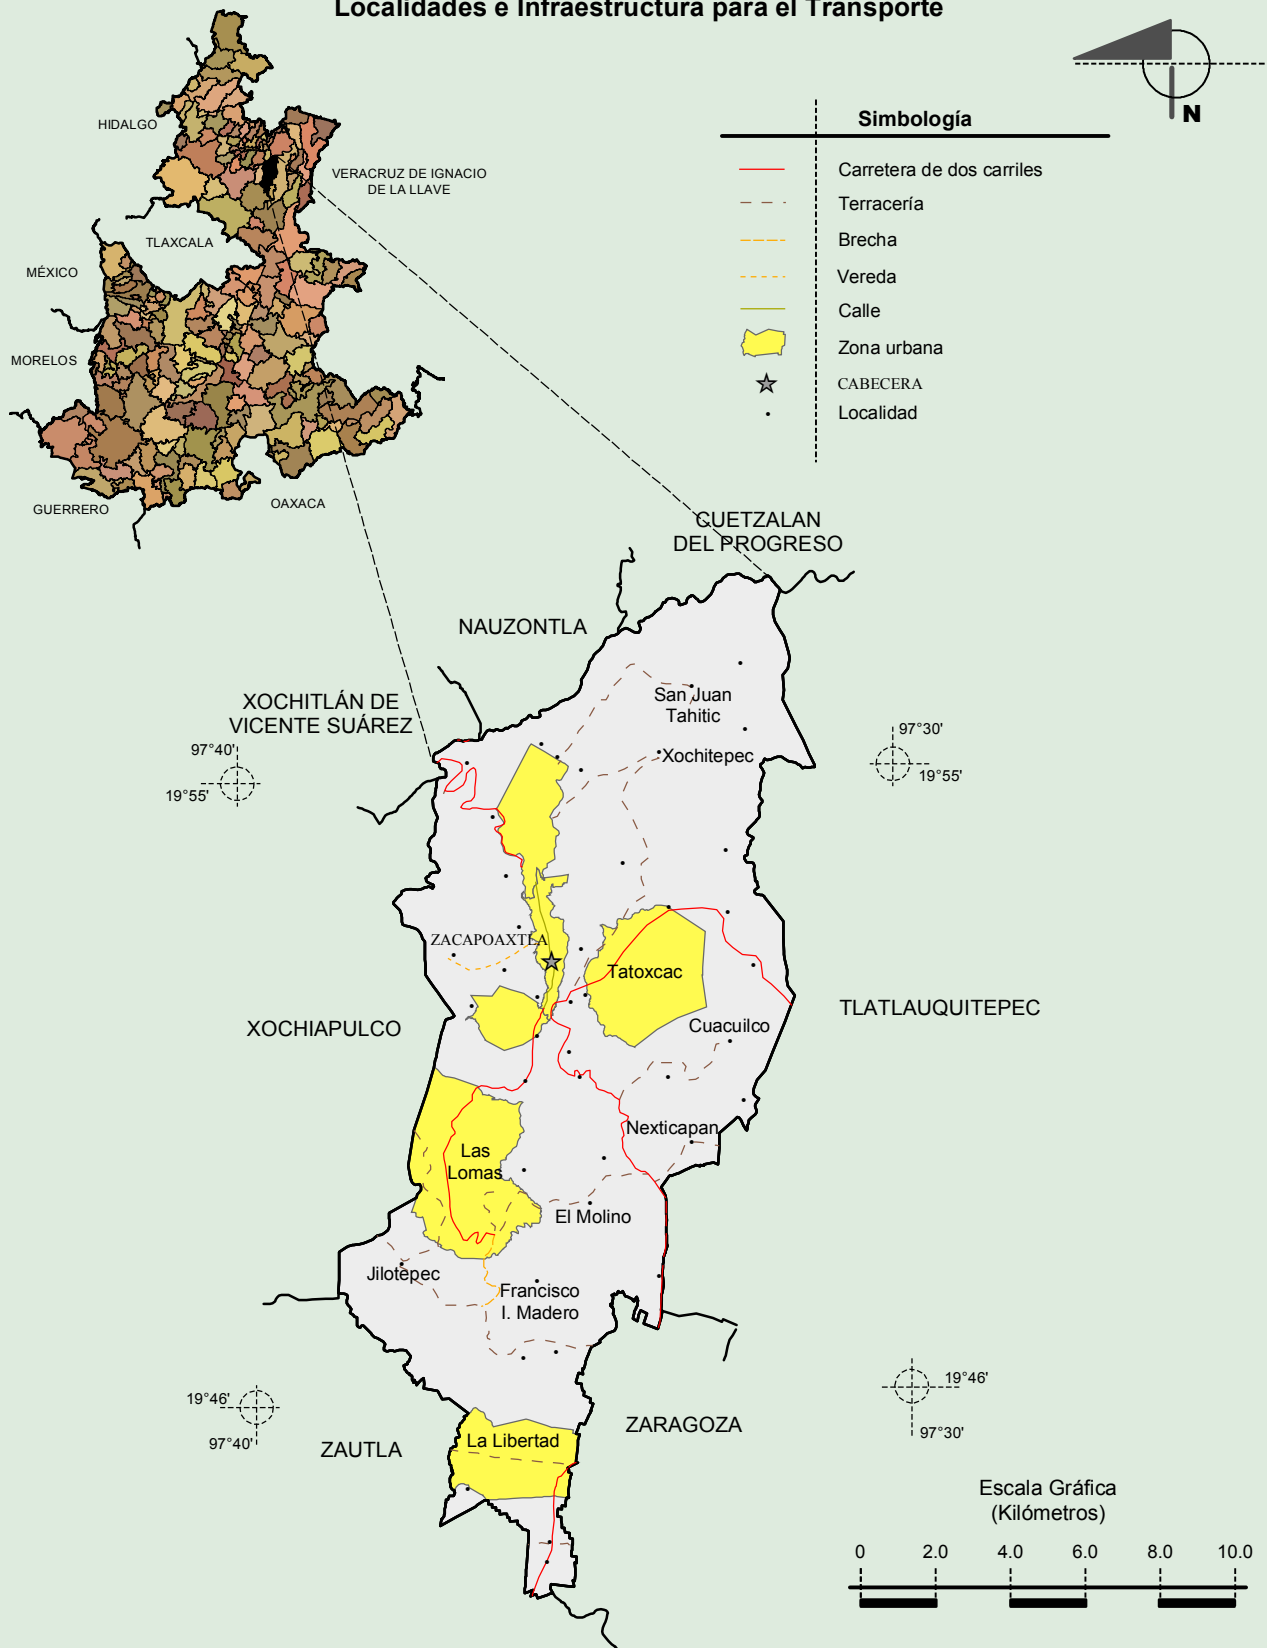 Localidades e Infraestructura para el Transporte
N
HIDALGO
VERACRUZ DE IGNACIO
DE LA LLAVE
TLAXCALA
MÉXICO
MORELOS
GUERRERO
OAXACA
Simbología
Carretera de dos carriles
Terracería
Brecha
Vereda
Calle
Zona urbana
CABECERA
Localidad
CUETZALAN
DEL PROGRESO
NAUZONTLA
XOCHITLÁN DE
VICENTE SUÁREZ
97°40'
19°55'
97°30'
19°55'
San Juan
Tahitic
Xochitepec
ZACAPOAXTLA
Tatoxcac
Cuacuilco
XOCHIAPULCO
TLATLAUQUITEPEC
Nexticapan
Las
Lomas
El Molino
Jilotepec
Francisco
I. Madero
19°46'
97°40'
19°46'
97°30'
ZAUTLA
La Libertad
ZARAGOZA
Escala Gráfica
(Kilómetros)
0 2.0 4.0 6.0 8.0 10.0